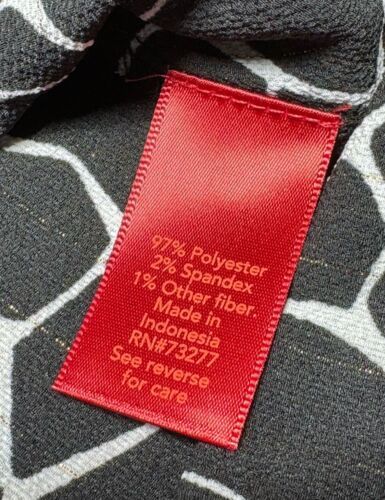 97% Polyester
2% Spandex
1% Other fiber.
Made in
Indonesia
RN#73277
See reverse
for care